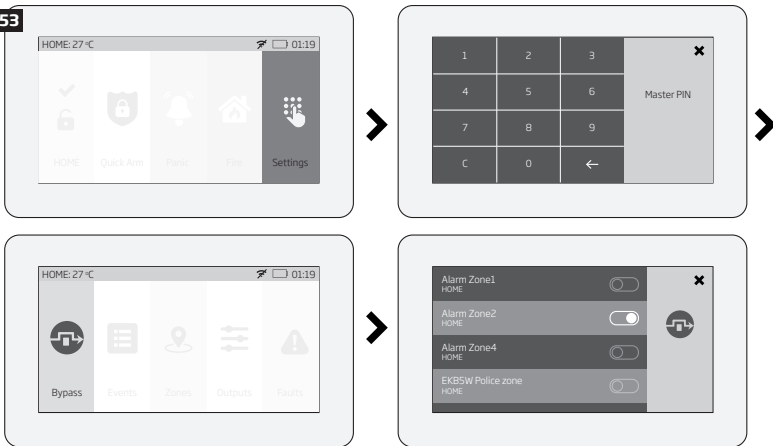 53
HOME: 27 ºC 01:19
HOME Quick Arm Panic Fire Settings
1 2 3
4 5 6 Master PIN
7 8 9
C 0 ←
HOME: 27 ºC 01:19
Bypass Events Zones Outputs Faults
Alarm Zone1
HOME
Alarm Zone2
HOME
Alarm Zone4
HOME
EKB5W Police zone
HOME